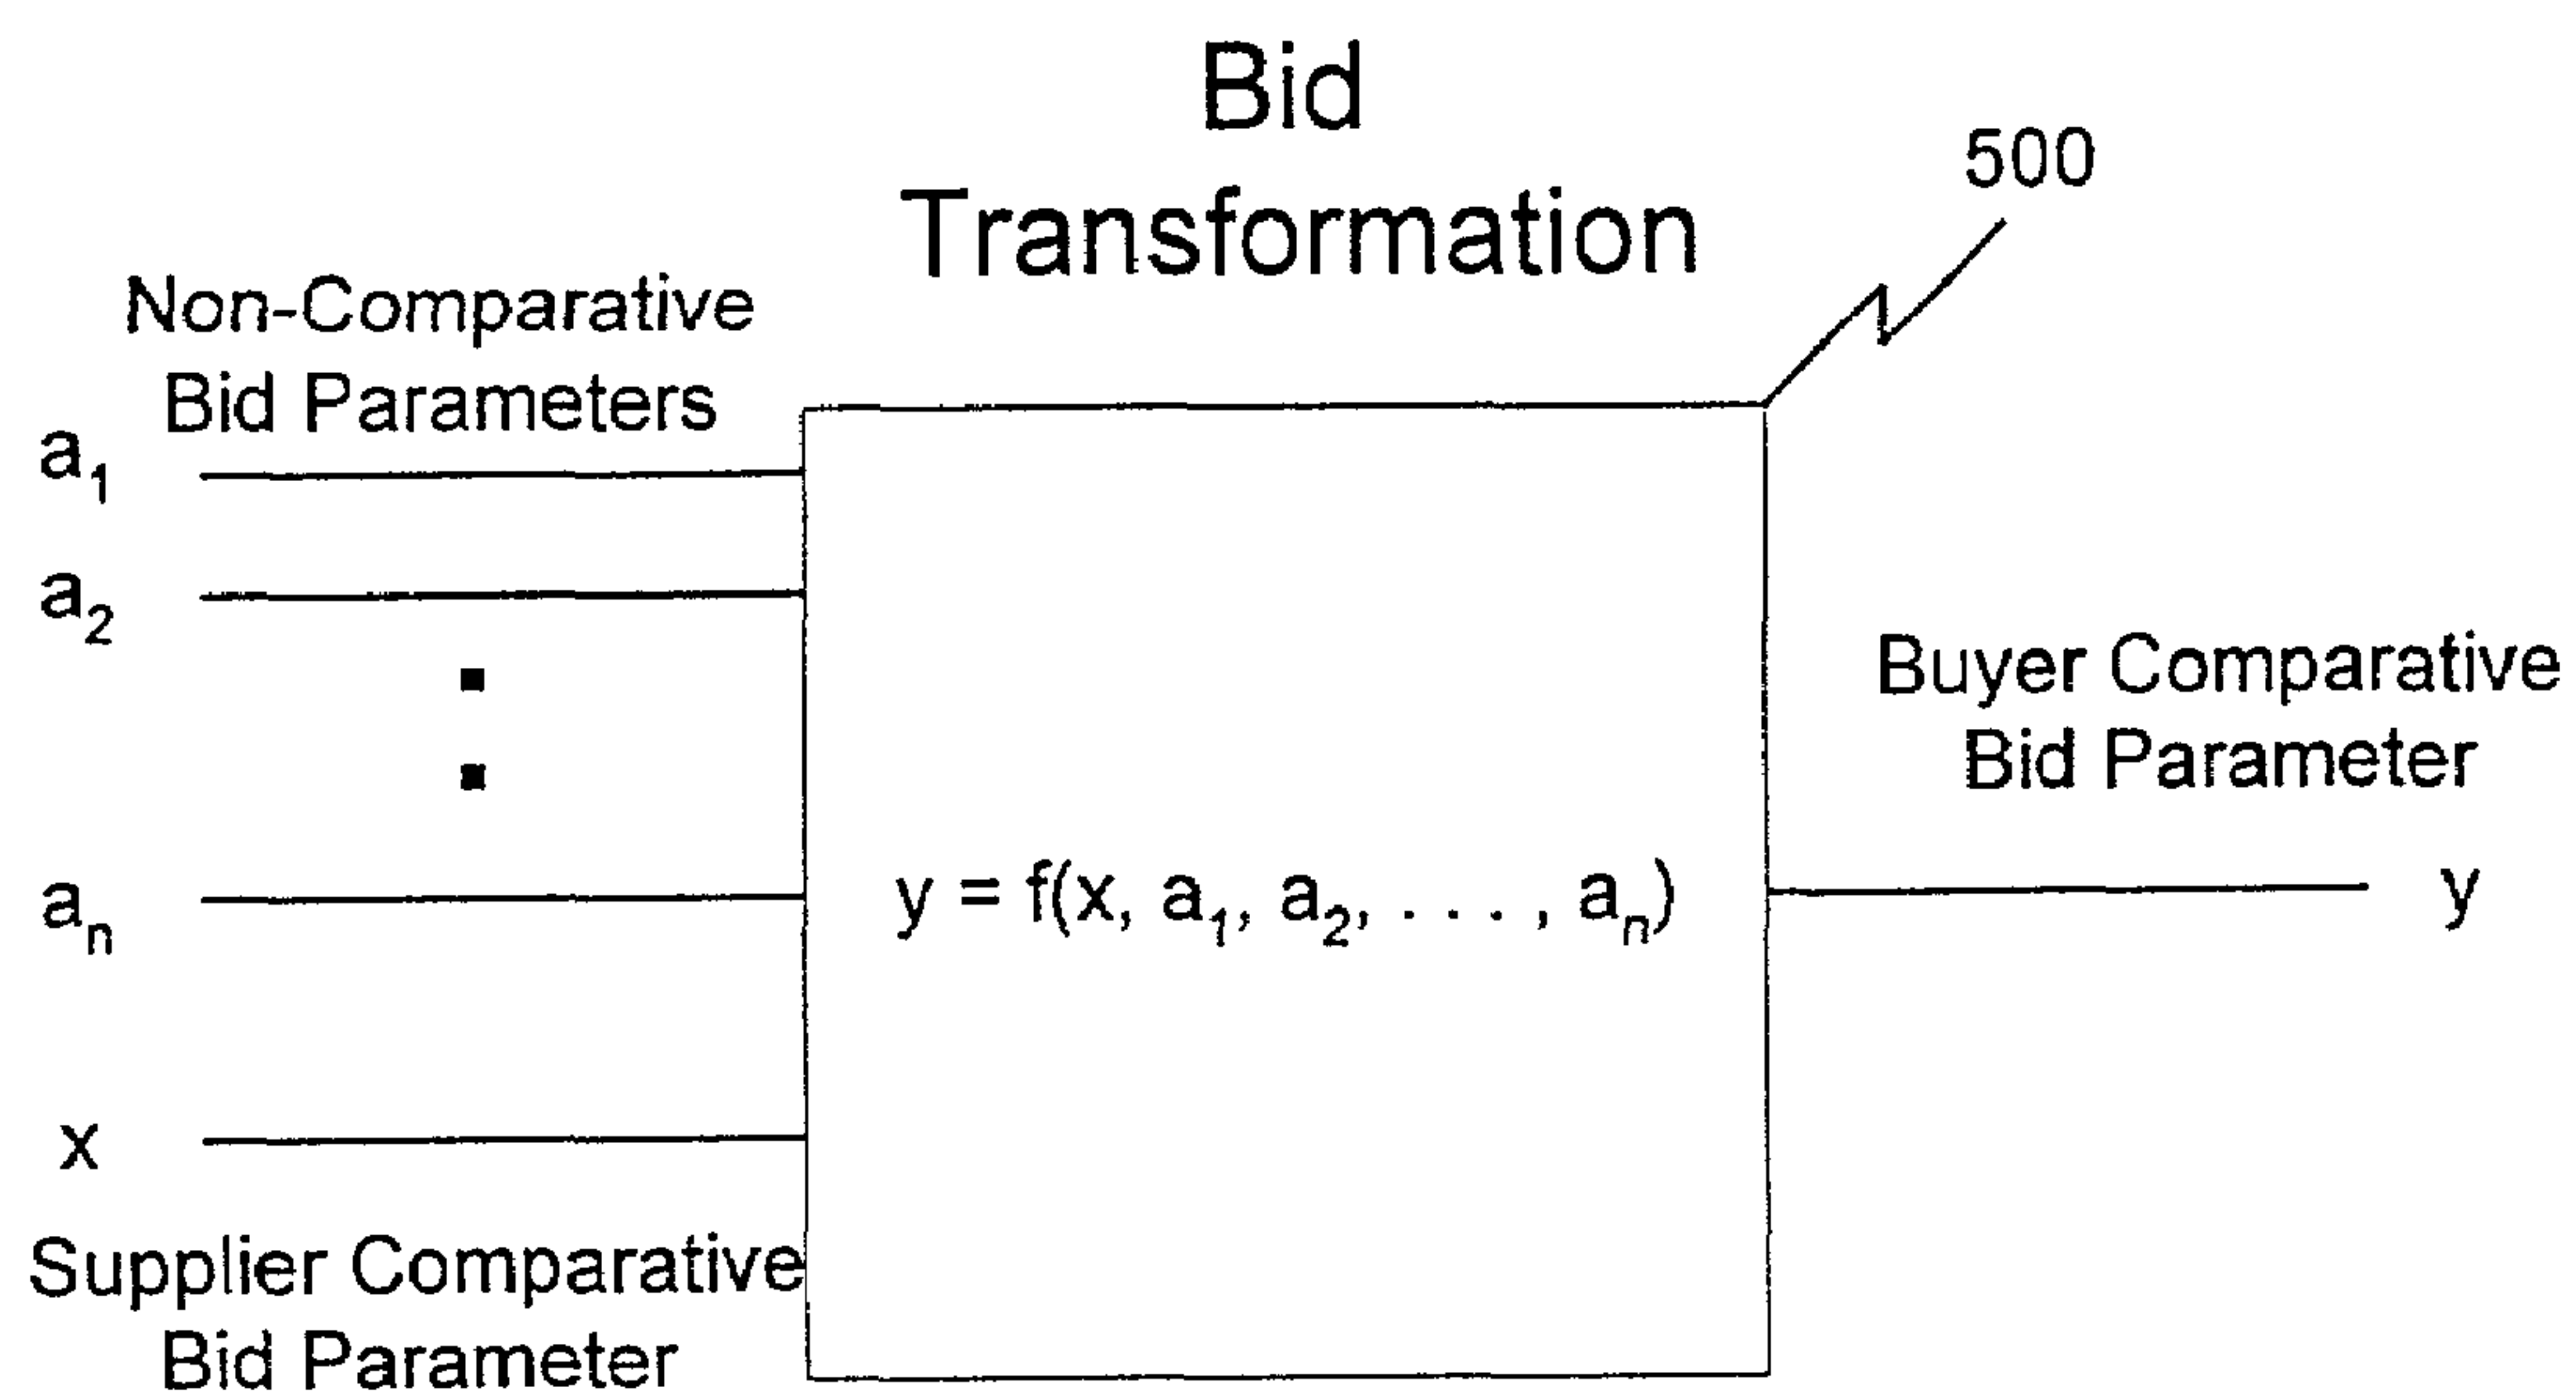 Bid
Transformation
500
Non-Comparative
Bid Parameters
a₁
a₂
aₙ
x
Supplier Comparative
Bid Parameter
y = f(x, a₁, a₂, . . . , aₙ)
Buyer Comparative
Bid Parameter
y